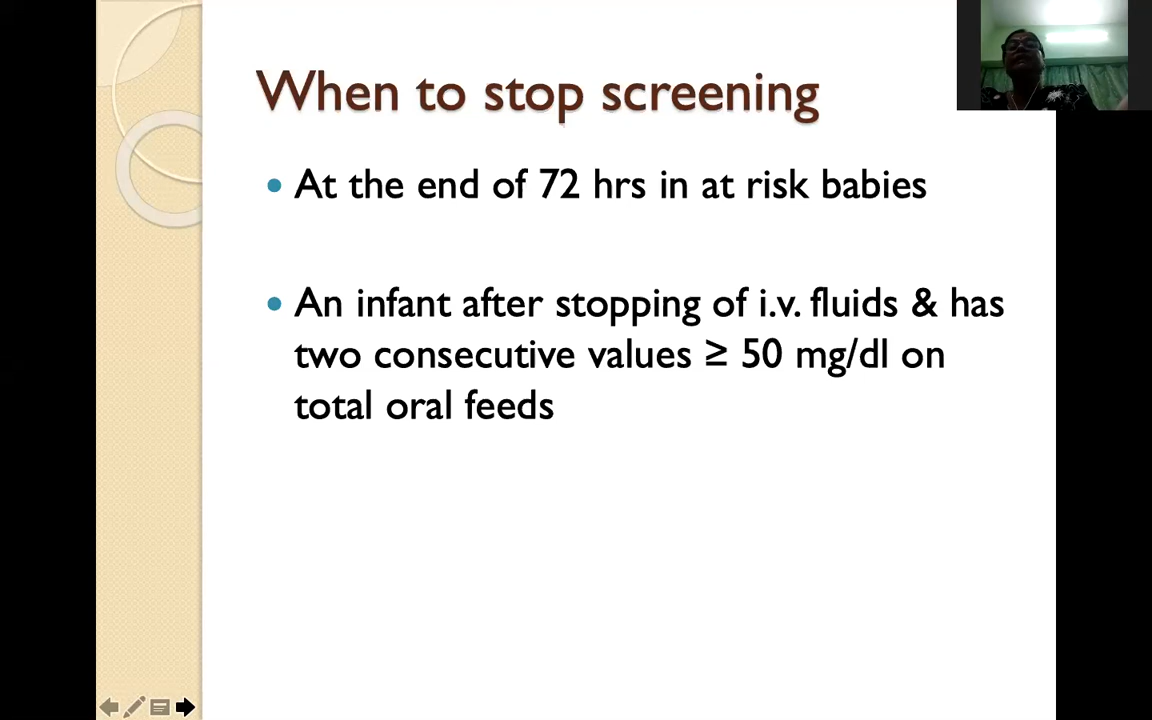 When to stop screening
At the end of 72 hrs in at risk babies
An infant after stopping of i.v. fluids & has
two consecutive values ≥ 50 mg/dl on
total oral feeds